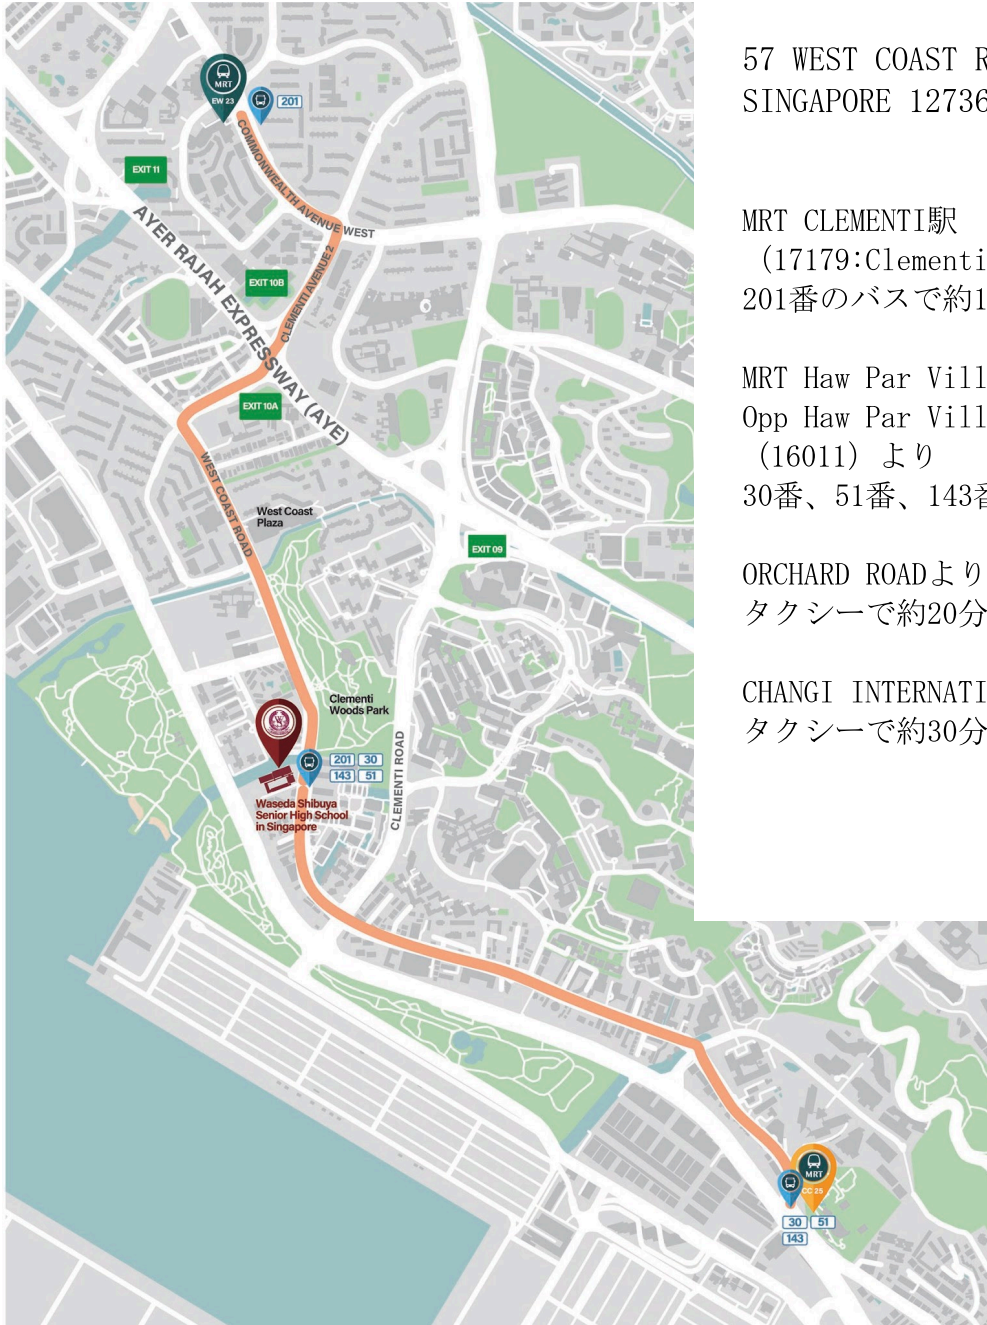 57 WEST COAST R
SINGAPORE 12736
MRT CLEMENTI駅
(17179:Clementi
201番のバスで約1
MRT Haw Par Vill
Opp Haw Par Vill
(16011) より
30番、51番、143番
ORCHARD ROADより
タクシーで約20分
CHANGI INTERNATI
タクシーで約30分
MRT
EW 23
201
COMMONWEALTH AVENUE WEST
EXIT 11
AYER RAJAH EXPRESSWAY (AYE)
EXIT 10B
CLEMENTI AVENUE 2
EXIT 10A
WEST COAST ROAD
West Coast
Plaza
EXIT 09
Clementi
Woods Park
CLEMENTI ROAD
201 30
143 51
Waseda Shibuya
Senior High School
in Singapore
MRT
CC 25
30 51
143